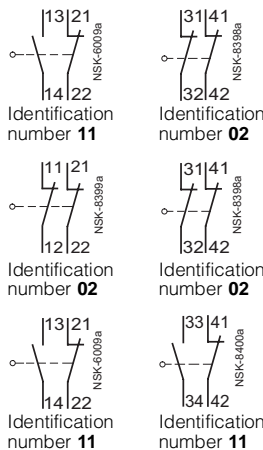 13 21
NSK-6009a
14 22
Identification
number 11
31 41
NSK-8398a
32 42
Identification
number 02
11 21
NSK-8399a
12 22
Identification
number 02
31 41
NSK-8398a
32 42
Identification
number 02
13 21
NSK-6009a
14 22
Identification
number 11
33 41
NSK-8400a
34 42
Identification
number 11